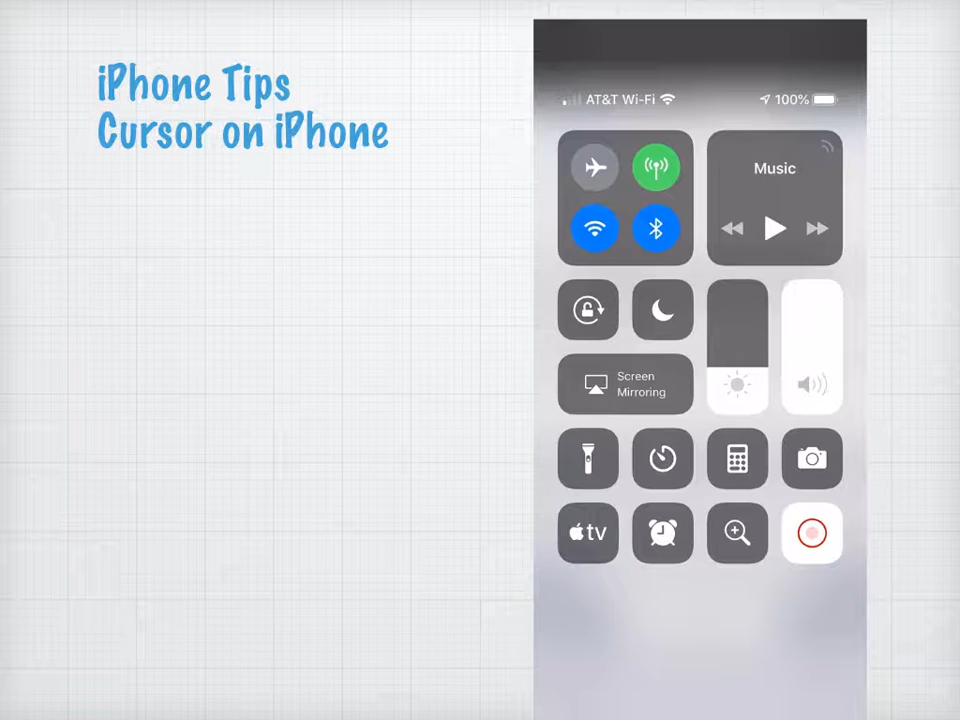 iPhone Tips
Cursor on iPhone
AT&T Wi-Fi 100%
Music
Screen
Mirroring
tv